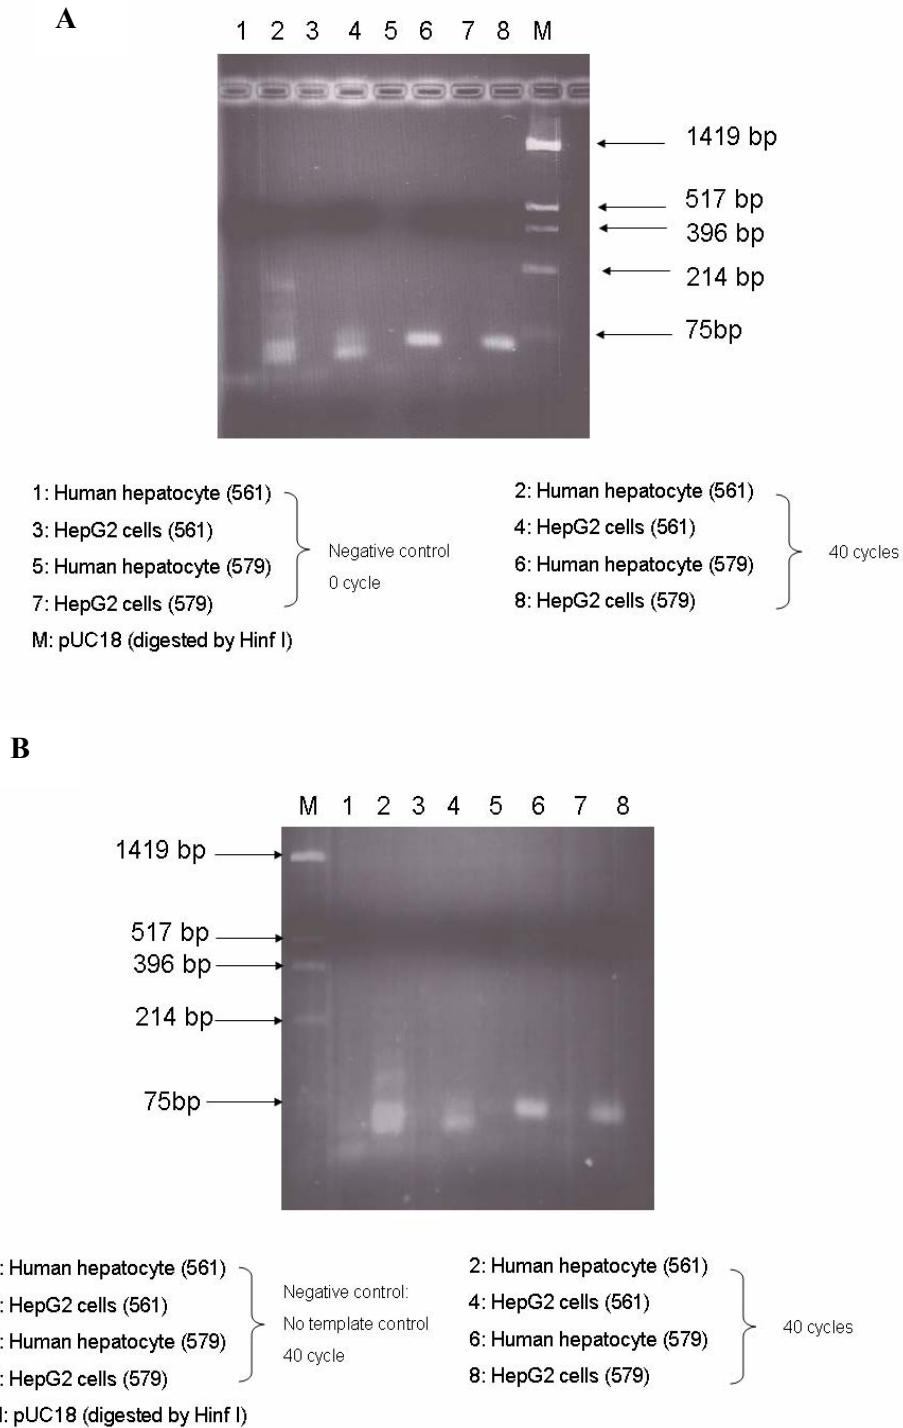 A
1 2 3 4 5 6 7 8 M
1419 bp
517 bp
396 bp
214 bp
75bp
1: Human hepatocyte (561)
3: HepG2 cells (561)
5: Human hepatocyte (579)
7: HepG2 cells (579)
Negative control
0 cycle
M: pUC18 (digested by Hinf I)
2: Human hepatocyte (561)
4: HepG2 cells (561)
6: Human hepatocyte (579)
8: HepG2 cells (579)
40 cycles
B
M 1 2 3 4 5 6 7 8
1419 bp
517 bp
396 bp
214 bp
75bp
: Human hepatocyte (561)
: HepG2 cells (561)
: Human hepatocyte (579)
: HepG2 cells (579)
Negative control:
No template control
40 cycle
: pUC18 (digested by Hinf I)
2: Human hepatocyte (561)
4: HepG2 cells (561)
6: Human hepatocyte (579)
8: HepG2 cells (579)
40 cycles